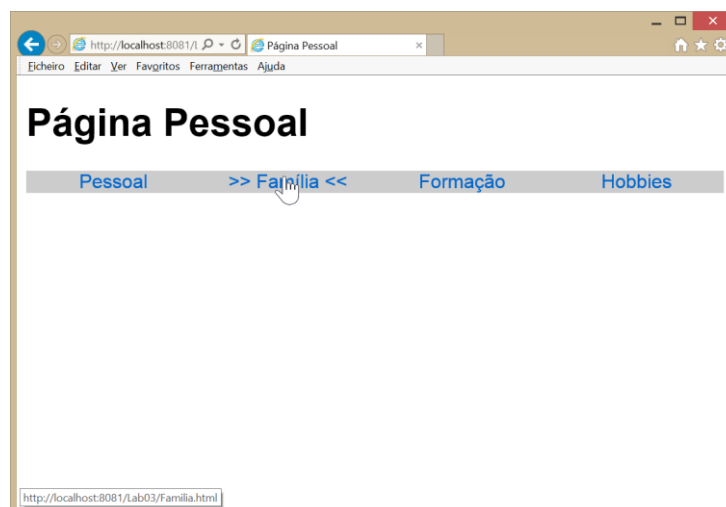 http://localhost:8081/L
Página Pessoal
Ficheiro Editar Ver Favoritos Ferramentas Ajuda
Página Pessoal
Pessoal >> Família << Formação Hobbies
http://localhost:8081/Lab03/Familia.html